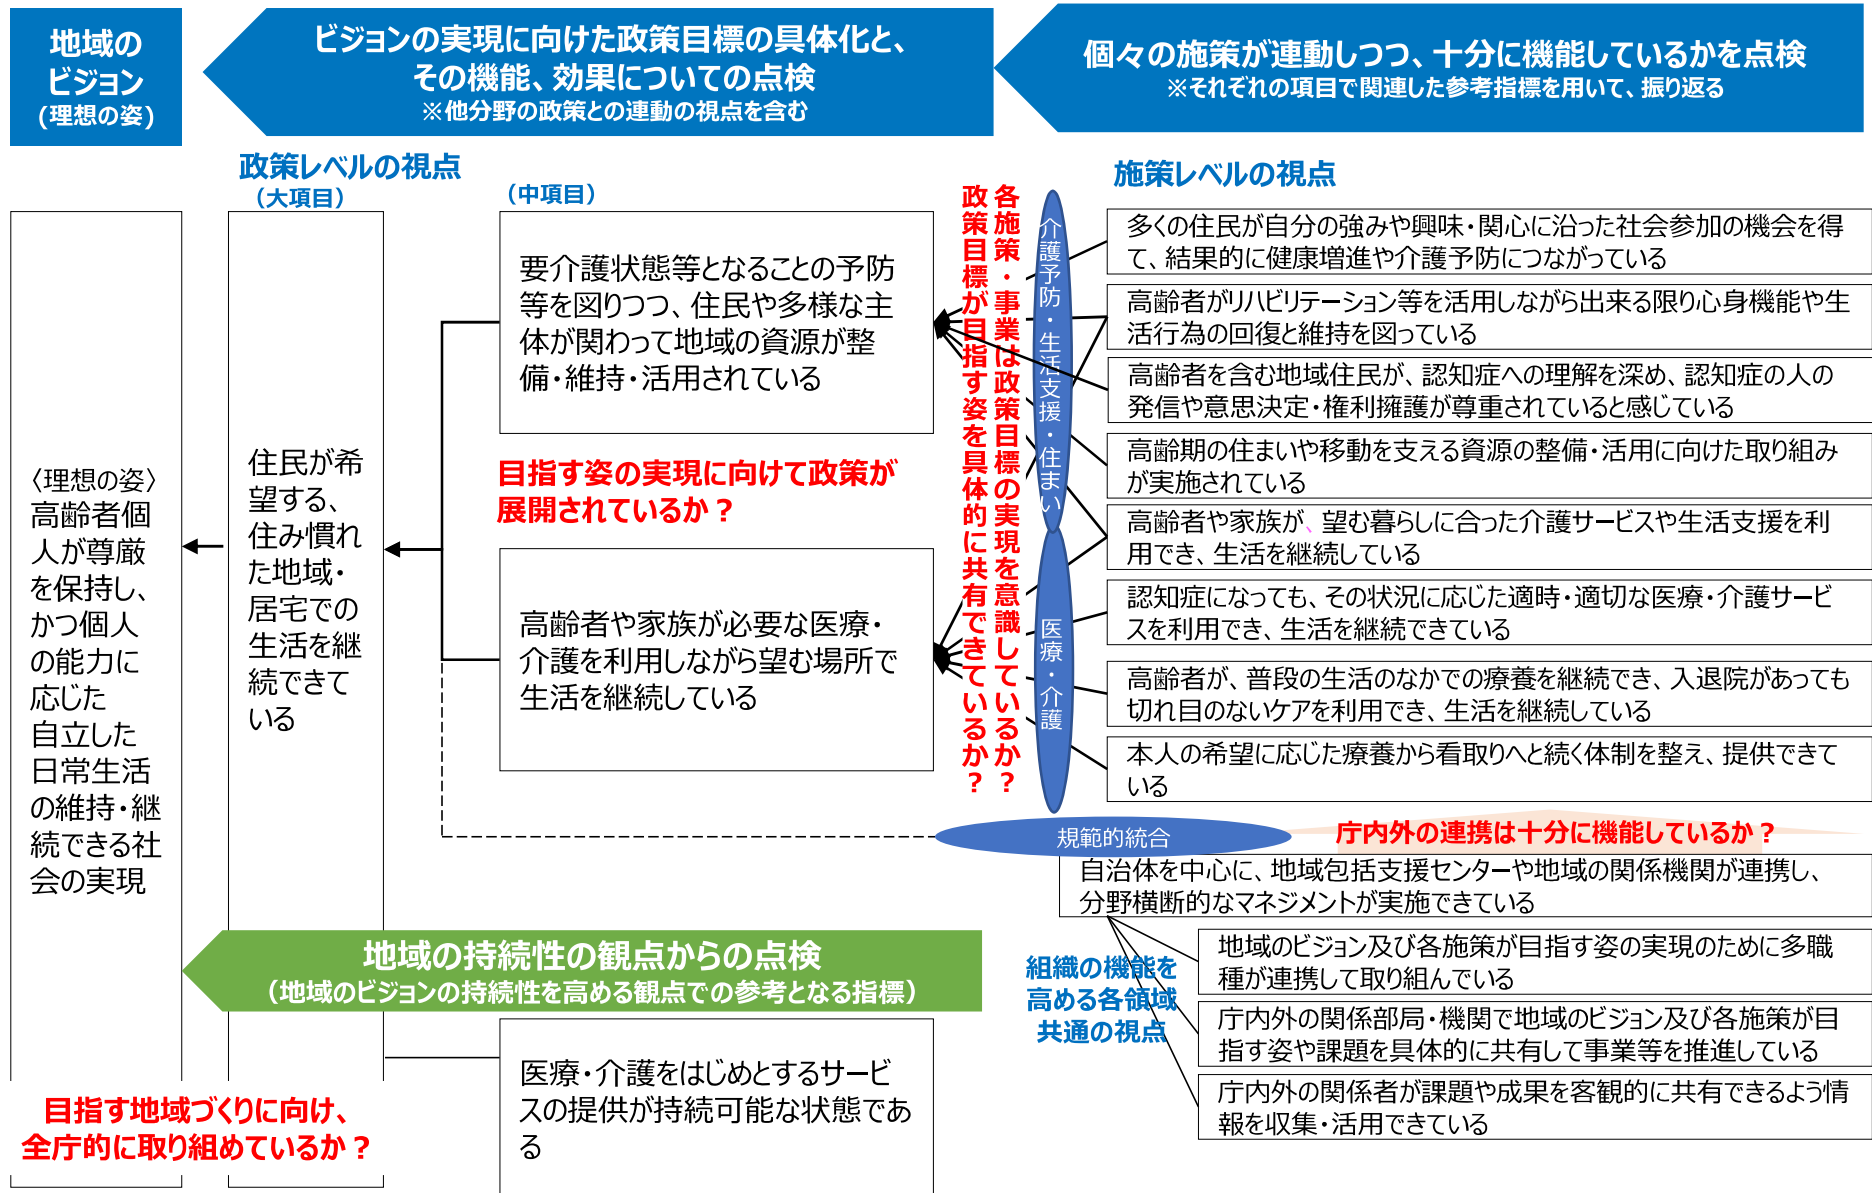 地域の
ビジョン
(理想の姿)
ビジョンの実現に向けた政策目標の具体化と、
その機能、効果についての点検
※他分野の政策との連動の視点を含む
個々の施策が連動しつつ、十分に機能しているかを点検
※それぞれの項目で関連した参考指標を用いて、振り返る
政策レベルの視点
（大項目）
（中項目）
施策レベルの視点
〈理想の姿〉
高齢者個
人が尊厳
を保持し、
かつ個人
の能力に
応じた
自立した
日常生活
の維持・継
続できる社
会の実現
住民が希
望する、
住み慣れ
た地域・
居宅での
生活を継
続できて
いる
要介護状態等となることの予防
等を図りつつ、住民や多様な主
体が関わって地域の資源が整
備・維持・活用されている
目指す姿の実現に向けて政策が
展開されているか？
高齢者や家族が必要な医療・
介護を利用しながら望む場所で
生活を継続している
各施策・事業は政策目標の実現を意識しているか？
政策目標が目指す姿を具体的に共有できているか？
介護予防・生活支援・住まい
医療・介護
多くの住民が自分の強みや興味・関心に沿った社会参加の機会を得
て、結果的に健康増進や介護予防につながっている
高齢者がリハビリテーション等を活用しながら出来る限り心身機能や生
活行為の回復と維持を図っている
高齢者を含む地域住民が、認知症への理解を深め、認知症の人の
発信や意思決定・権利擁護が尊重されていると感じている
高齢期の住まいや移動を支える資源の整備・活用に向けた取り組み
が実施されている
高齢者や家族が、望む暮らしに合った介護サービスや生活支援を利
用でき、生活を継続している
認知症になっても、その状況に応じた適時・適切な医療・介護サービ
スを利用でき、生活を継続できている
高齢者が、普段の生活のなかでの療養を継続でき、入退院があっても
切れ目のないケアを利用でき、生活を継続している
本人の希望に応じた療養から看取りへと続く体制を整え、提供できて
いる
規範的統合
庁内外の連携は十分に機能しているか？
自治体を中心に、地域包括支援センターや地域の関係機関が連携し、
分野横断的なマネジメントが実施できている
地域の持続性の観点からの点検
（地域のビジョンの持続性を高める観点での参考となる指標）
組織の機能を
高める各領域
共通の視点
地域のビジョン及び各施策が目指す姿の実現のために多職
種が連携して取り組んでいる
庁内外の関係部局・機関で地域のビジョン及び各施策が目
指す姿や課題を具体的に共有して事業等を推進している
庁内外の関係者が課題や成果を客観的に共有できるよう情
報を収集・活用できている
医療・介護をはじめとするサービ
スの提供が持続可能な状態であ
る
目指す地域づくりに向け、
全庁的に取り組めているか？